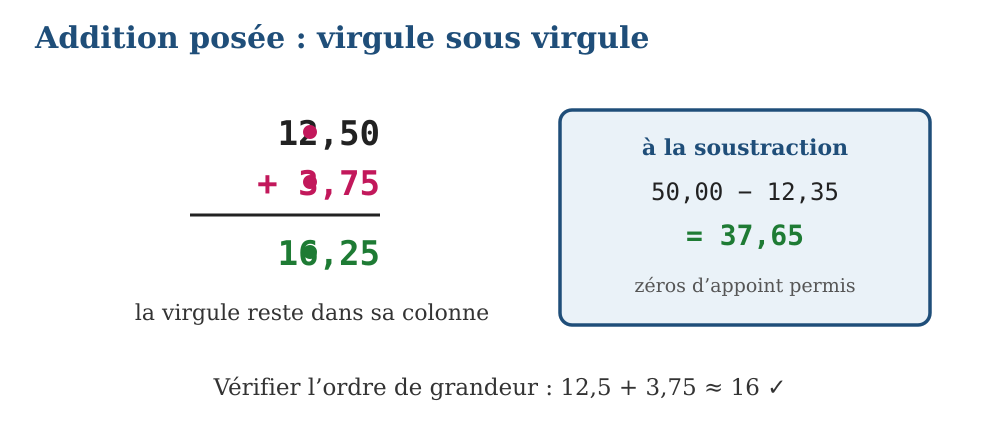 Addition posée : virgule sous virgule
12,50
+ 3,75
16,25
la virgule reste dans sa colonne
à la soustraction
50,00 − 12,35
= 37,65
zéros d’appoint permis
Vérifier l’ordre de grandeur : 12,5 + 3,75 ≈ 16 ✓